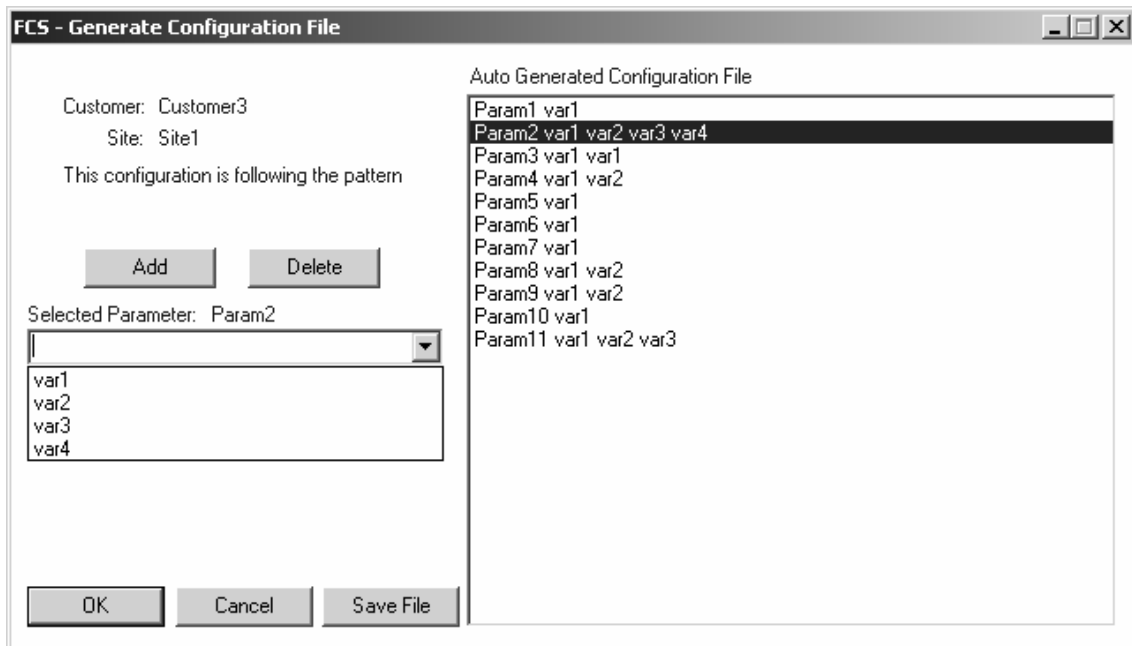 FCS - Generate Configuration File
Customer: Customer3
Site: Site1
This configuration is following the pattern
Add
Delete
Selected Parameter: Param2
var1
var2
var3
var4
OK
Cancel
Save File
Auto Generated Configuration File
Param1 var1
Param2 var1 var2 var3 var4
Param3 var1 var1
Param4 var1 var2
Param5 var1
Param6 var1
Param7 var1
Param8 var1 var2
Param9 var1 var2
Param10 var1
Param11 var1 var2 var3